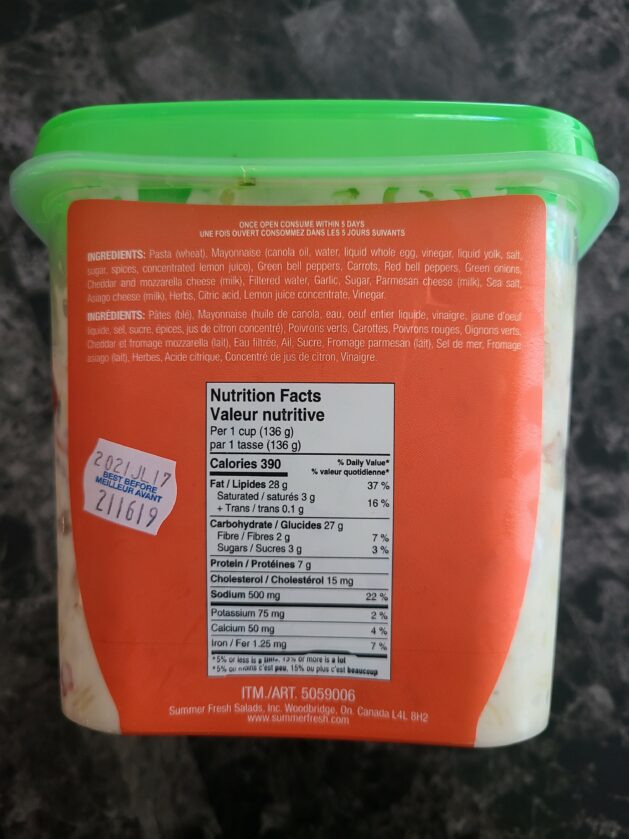 ONCE OPEN CONSUME WITHIN 5 DAYS
UNE FOIS OUVERT CONSOMMEZ DANS LES 5 JOURS SUIVANTS
INGREDIENTS: Pasta (wheat), Mayonnaise (canola oil, water, liquid whole egg, vinegar, liquid yolk, salt,
sugar, spices, concentrated lemon juice), Green bell peppers, Carrots, Red bell peppers, Green onions,
Cheddar and mozzarella cheese (milk), Filtered water, Garlic, Sugar, Parmesan cheese (milk), Sea salt,
Asiago cheese (milk), Herbs, Citric acid, Lemon juice concentrate, Vinegar.
INGRÉDIENTS: Pâtes (blé), Mayonnaise (huile de canola, eau, oeuf entier liquide, vinaigre, jaune d'oeuf
liquide, sel, sucre, épices, jus de citron concentré), Poivrons verts, Carottes, Poivrons rouges, Oignons verts,
Cheddar et fromage mozzarella (lait), Eau filtrée, Ail, Sucre, Fromage parmesan (lait), Sel de mer, Fromage
asiago (lait), Herbes, Acide citrique, Concentré de jus de citron, Vinaigre.
Nutrition Facts
Valeur nutritive
Per 1 cup (136 g)
par 1 tasse (136 g)
Calories 390 % Daily Value*
% valeur quotidienne*
Fat / Lipides 28 g 37 %
Saturated / saturés 3 g
+ Trans / trans 0.1 g 16 %
Carbohydrate / Glucides 27 g
Fibre / Fibres 2 g 7 %
Sugars / Sucres 3 g 3 %
Protein / Protéines 7 g
Cholesterol / Cholestérol 15 mg
Sodium 500 mg 22 %
Potassium 75 mg 2 %
Calcium 50 mg 4 %
Iron / Fer 1.25 mg 7 %
*5% or less is a little, 15% or more is a lot
*5% ou moins c'est peu, 15% ou plus c'est beaucoup
2021JL17
BEST BEFORE
MEILLEUR AVANT
211619
ITM./ART. 5059006
Summer Fresh Salads, Inc. Woodbridge, On. Canada L4L 8H2
www.summerfresh.com